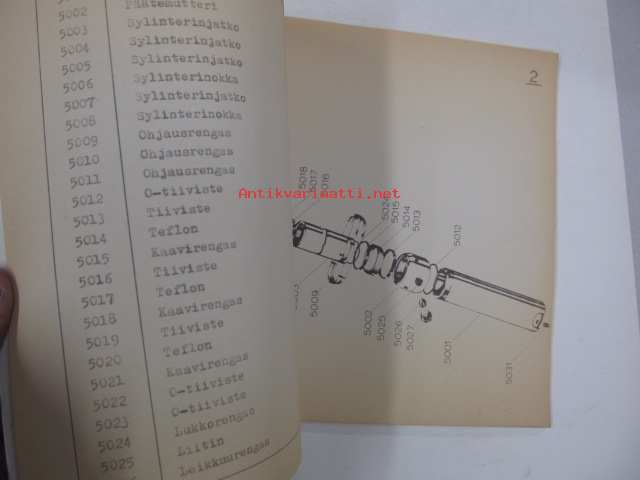 5002 Päätemutteri
5003 Sylinterinjatko
5004 Sylinterinjatko
5005 Sylinterinjatko
5006 Sylinterinokka
5007 Sylinterinjatko
5008 Sylinterinokka
5009 Ohjausrengas
5010 Ohjausrengas
5011 Ohjausrengas
5012 O-tiiviste
5013 Tiiviste
5014 Teflon
5015 Kaavirengas
5016 Tiiviste
5017 Teflon
5018 Kaavirengas
5019 Tiiviste
5020 Teflon
5021 Kaavirengas
5022 O-tiiviste
5023 O-tiiviste
5024 Lukkorengas
5025 Liitin
Leikkuurengas
2
Antikvariaatti.net
5018
5017
5016
5024
5015
5014
5013
5012
5009
5002
5025
5026
5027
5001
5031